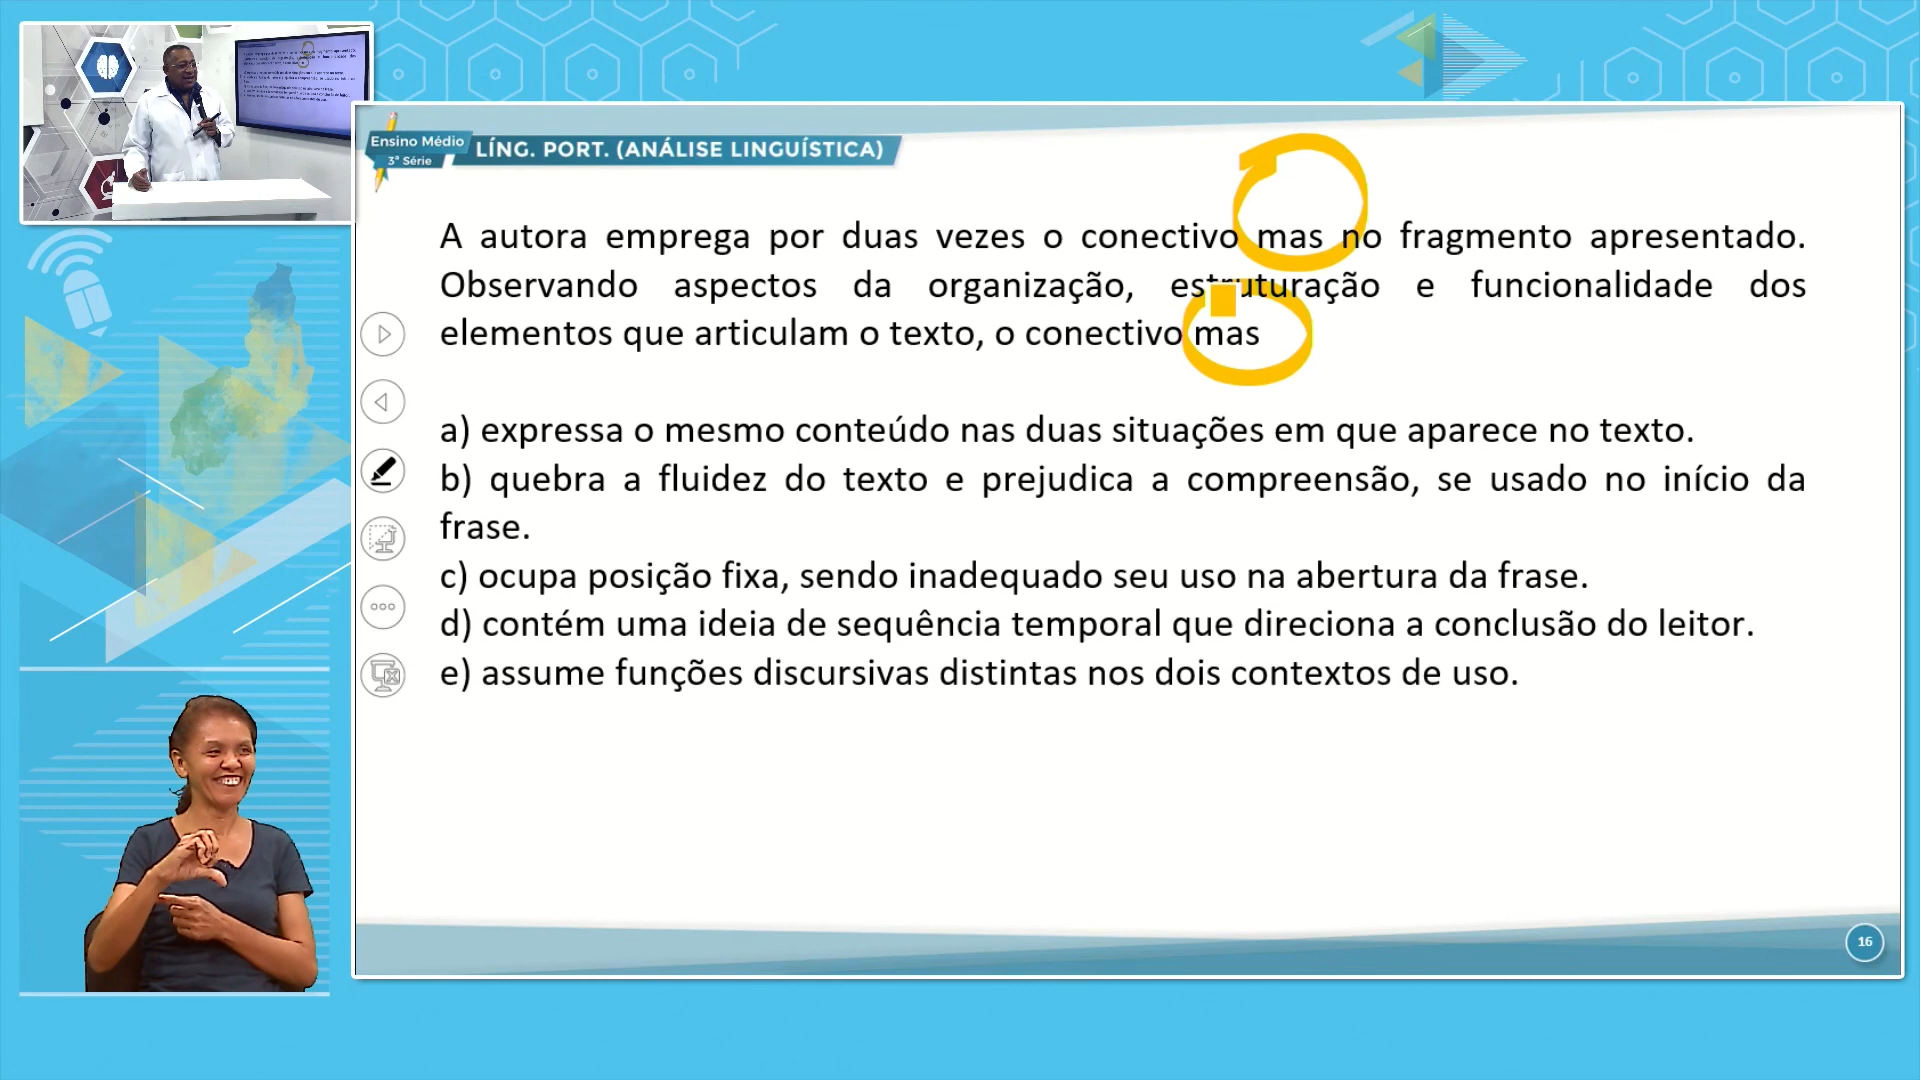 Ensino Médio
3ª Série
LÍNG. PORT. (ANÁLISE LINGUÍSTICA)
A autora emprega por duas vezes o conectivo mas no fragmento apresentado.
Observando aspectos da organização, estruturação e funcionalidade dos
elementos que articulam o texto, o conectivo mas
a) expressa o mesmo conteúdo nas duas situações em que aparece no texto.
b) quebra a fluidez do texto e prejudica a compreensão, se usado no início da
frase.
c) ocupa posição fixa, sendo inadequado seu uso na abertura da frase.
d) contém uma ideia de sequência temporal que direciona a conclusão do leitor.
e) assume funções discursivas distintas nos dois contextos de uso.
16